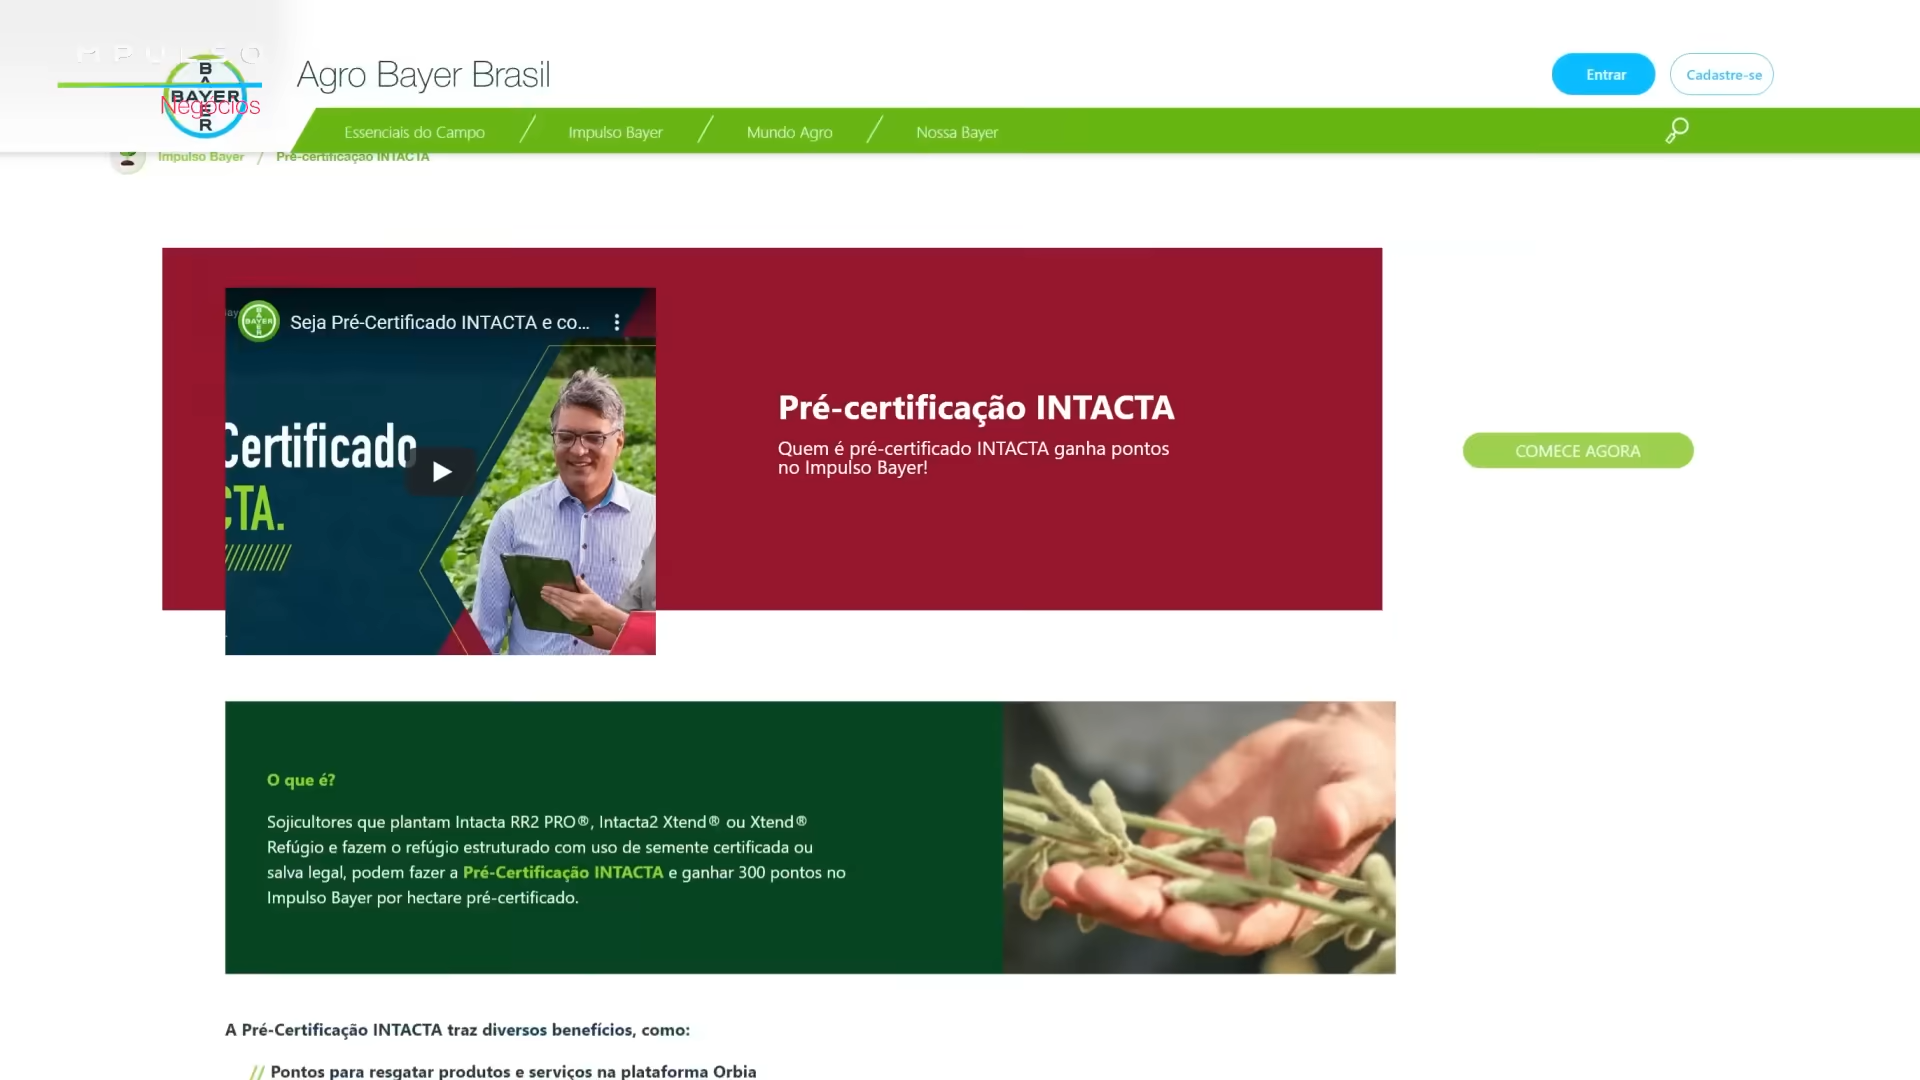 MPULSO
BAYER
BAYER
Negócios
Agro Bayer Brasil
Entrar
Cadastre-se
Essenciais do Campo
Impulso Bayer
Mundo Agro
Nossa Bayer
Impulso Bayer / Pré-certificação INTACTA
BAYER
Seja Pré-Certificado INTACTA e co...
Certificado
CTA.
Pré-certificação INTACTA
Quem é pré-certificado INTACTA ganha pontos
no Impulso Bayer!
COMECE AGORA
O que é?
Sojicultores que plantam Intacta RR2 PRO®, Intacta2 Xtend® ou Xtend®
Refúgio e fazem o refúgio estruturado com uso de semente certificada ou
salva legal, podem fazer a Pré-Certificação INTACTA e ganhar 300 pontos no
Impulso Bayer por hectare pré-certificado.
A Pré-Certificação INTACTA traz diversos benefícios, como:
// Pontos para resgatar produtos e serviços na plataforma Orbia